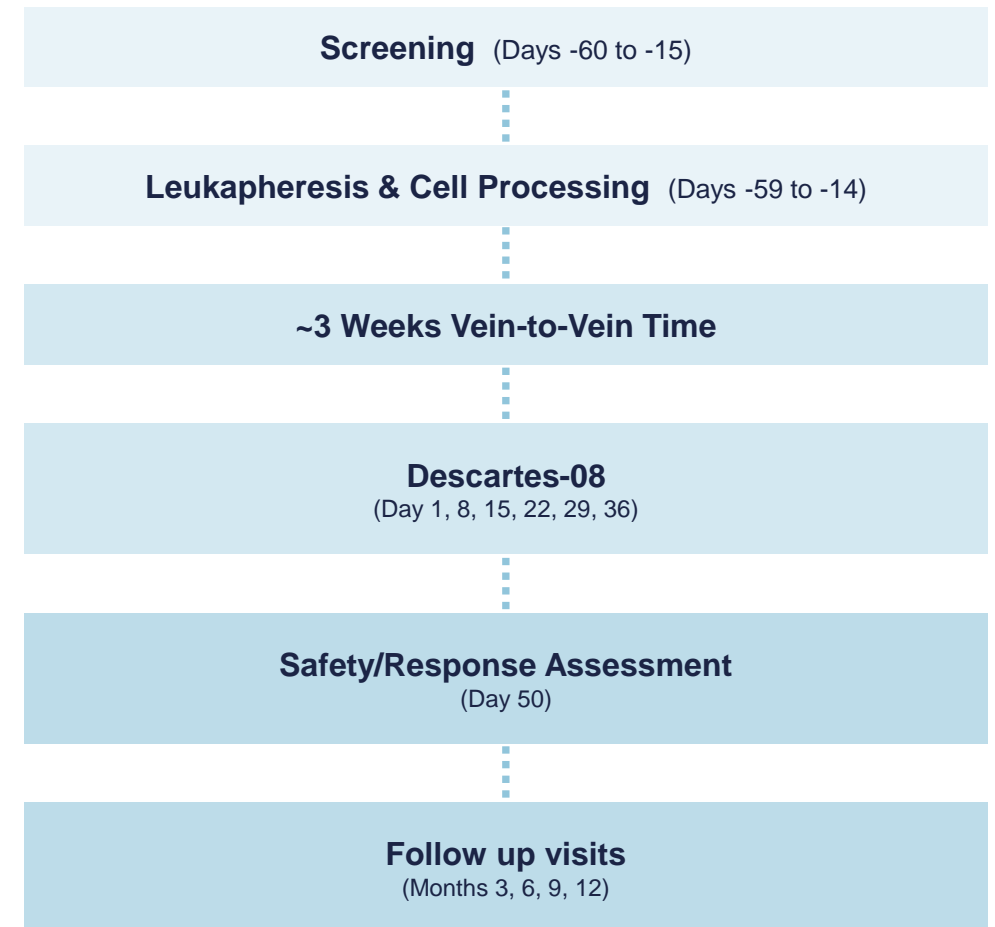 Screening (Days -60 to -15)
Leukapheresis & Cell Processing (Days -59 to -14)
~3 Weeks Vein-to-Vein Time
Descartes-08
(Day 1, 8, 15, 22, 29, 36)
Safety/Response Assessment
(Day 50)
Follow up visits
(Months 3, 6, 9, 12)